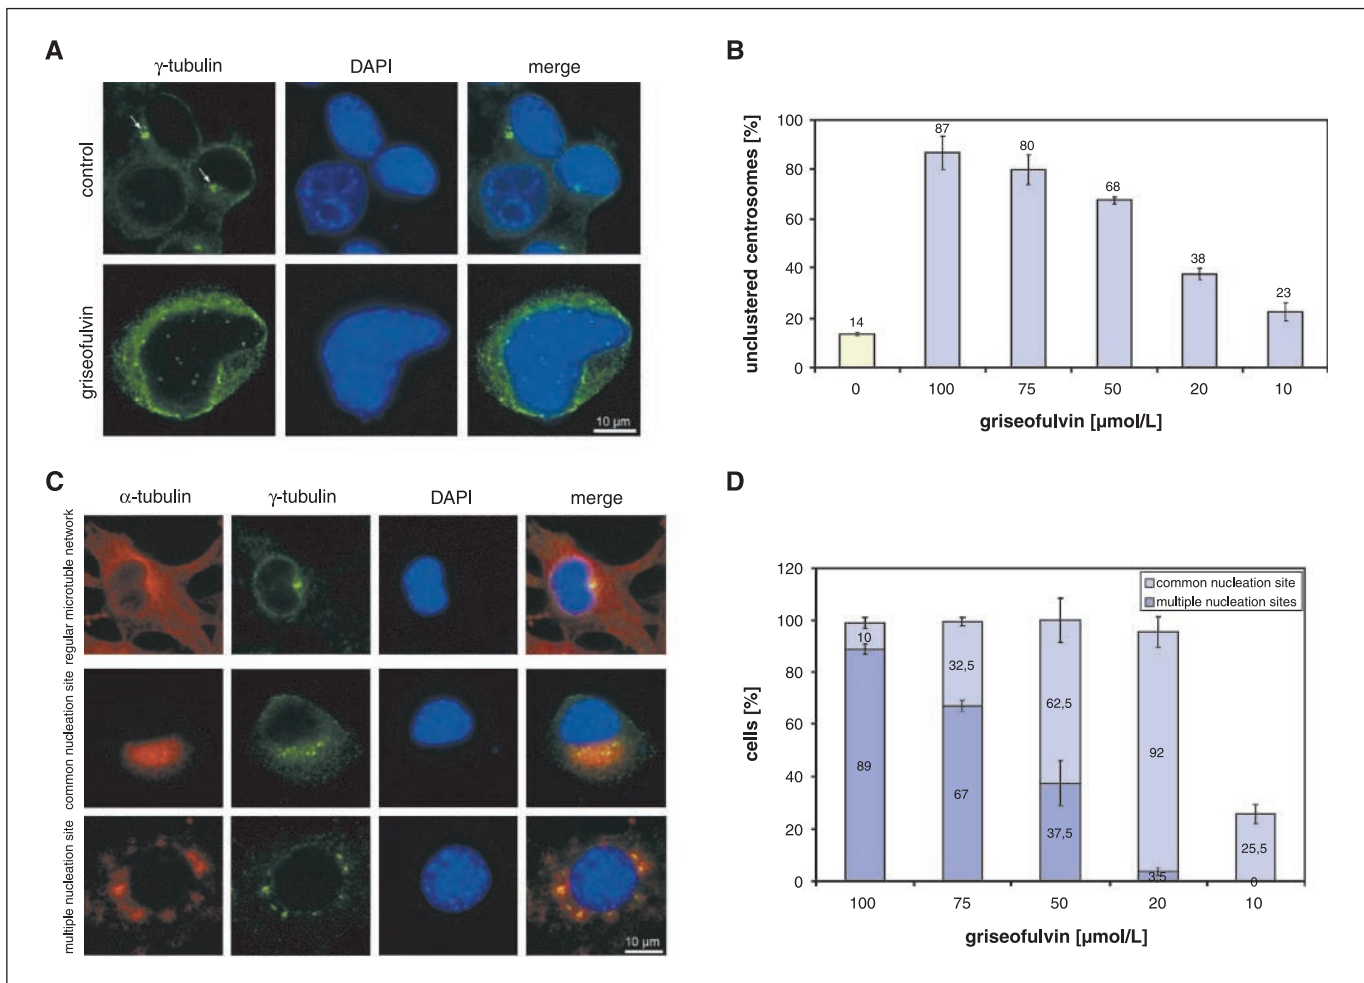 A
γ-tubulin DAPI merge
control
griseofulvin
10 µm
B
unclustered centrosomes [%]
100
80
60
40
20
0
14
87
80
68
38
23
0 100 75 50 20 10
griseofulvin [µmol/L]
C
α-tubulin γ-tubulin DAPI merge
regular microtuble network
common nucleation site
multiple nucleation site
10 µm
D
cells [%]
120
100
80
60
40
20
0
common nucleation site
multiple nucleation sites
10
89
32,5
67
62,5
37,5
92
3,5
25,5
0
100 75 50 20 10
griseofulvin [µmol/L]